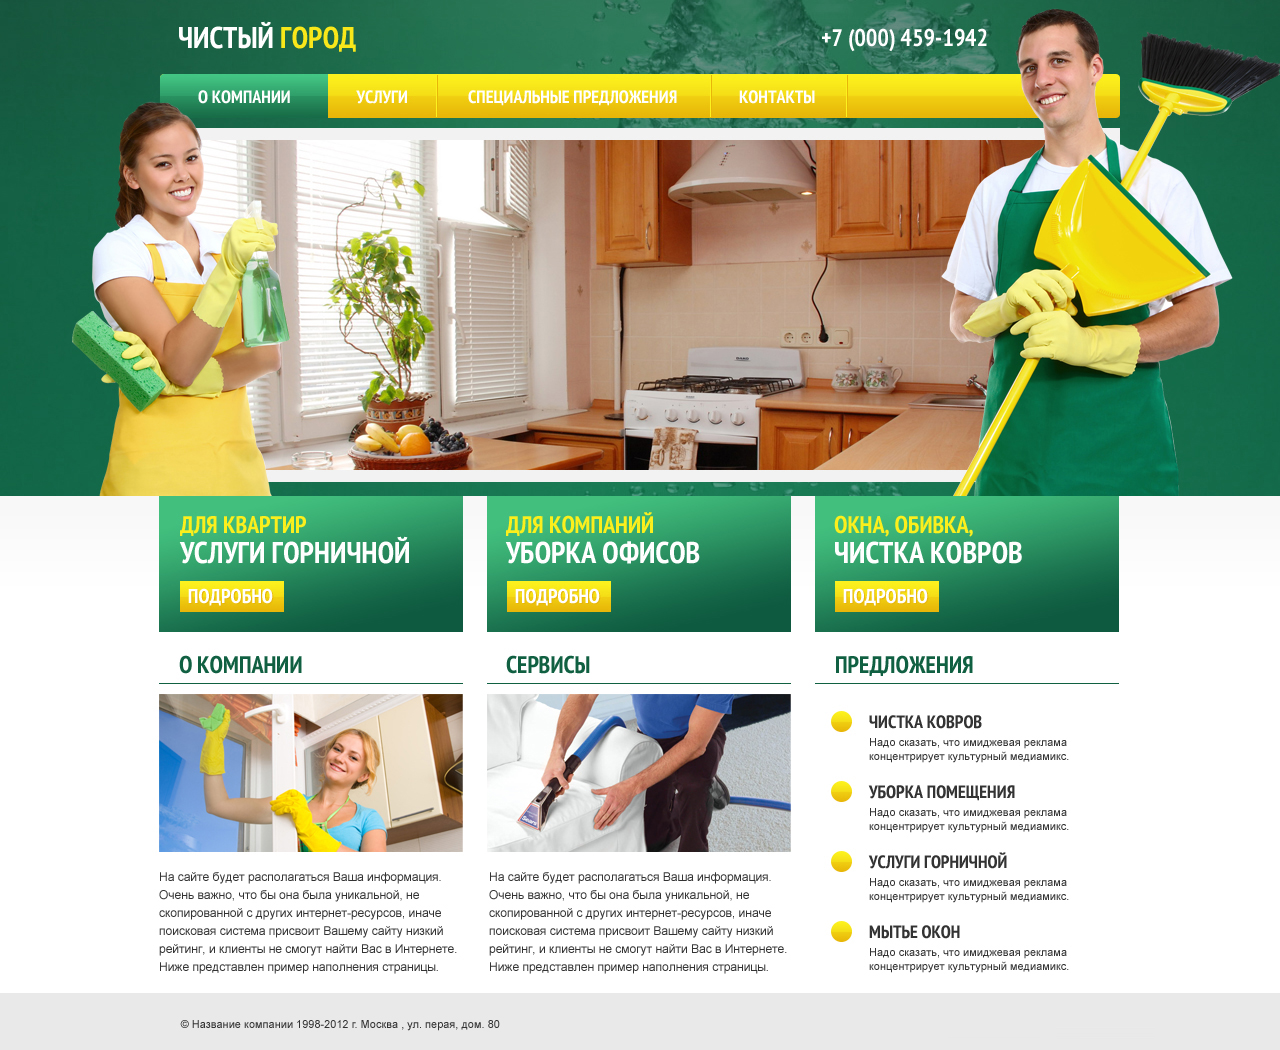 ЧИСТЫЙ ГОРОД
+7 (000) 459-1942
О КОМПАНИИ
УСЛУГИ
СПЕЦИАЛЬНЫЕ ПРЕДЛОЖЕНИЯ
КОНТАКТЫ
ДЛЯ КВАРТИР
УСЛУГИ ГОРНИЧНОЙ
ПОДРОБНО
ДЛЯ КОМПАНИЙ
УБОРКА ОФИСОВ
ПОДРОБНО
ОКНА, ОБИВКА,
ЧИСТКА КОВРОВ
ПОДРОБНО
О КОМПАНИИ
На сайте будет располагаться Ваша информация.
Очень важно, что бы она была уникальной, не
скопированной с других интернет-ресурсов, иначе
поисковая система присвоит Вашему сайту низкий
рейтинг, и клиенты не смогут найти Вас в Интернете.
Ниже представлен пример наполнения страницы.
СЕРВИСЫ
На сайте будет располагаться Ваша информация.
Очень важно, что бы она была уникальной, не
скопированной с других интернет-ресурсов, иначе
поисковая система присвоит Вашему сайту низкий
рейтинг, и клиенты не смогут найти Вас в Интернете.
Ниже представлен пример наполнения страницы.
ПРЕДЛОЖЕНИЯ
ЧИСТКА КОВРОВ
Надо сказать, что имиджевая реклама
концентрирует культурный медиамикс.
УБОРКА ПОМЕЩЕНИЯ
Надо сказать, что имиджевая реклама
концентрирует культурный медиамикс.
УСЛУГИ ГОРНИЧНОЙ
Надо сказать, что имиджевая реклама
концентрирует культурный медиамикс.
МЫТЬЕ ОКОН
Надо сказать, что имиджевая реклама
концентрирует культурный медиамикс.
© Название компании 1998-2012 г. Москва , ул. перая, дом. 80